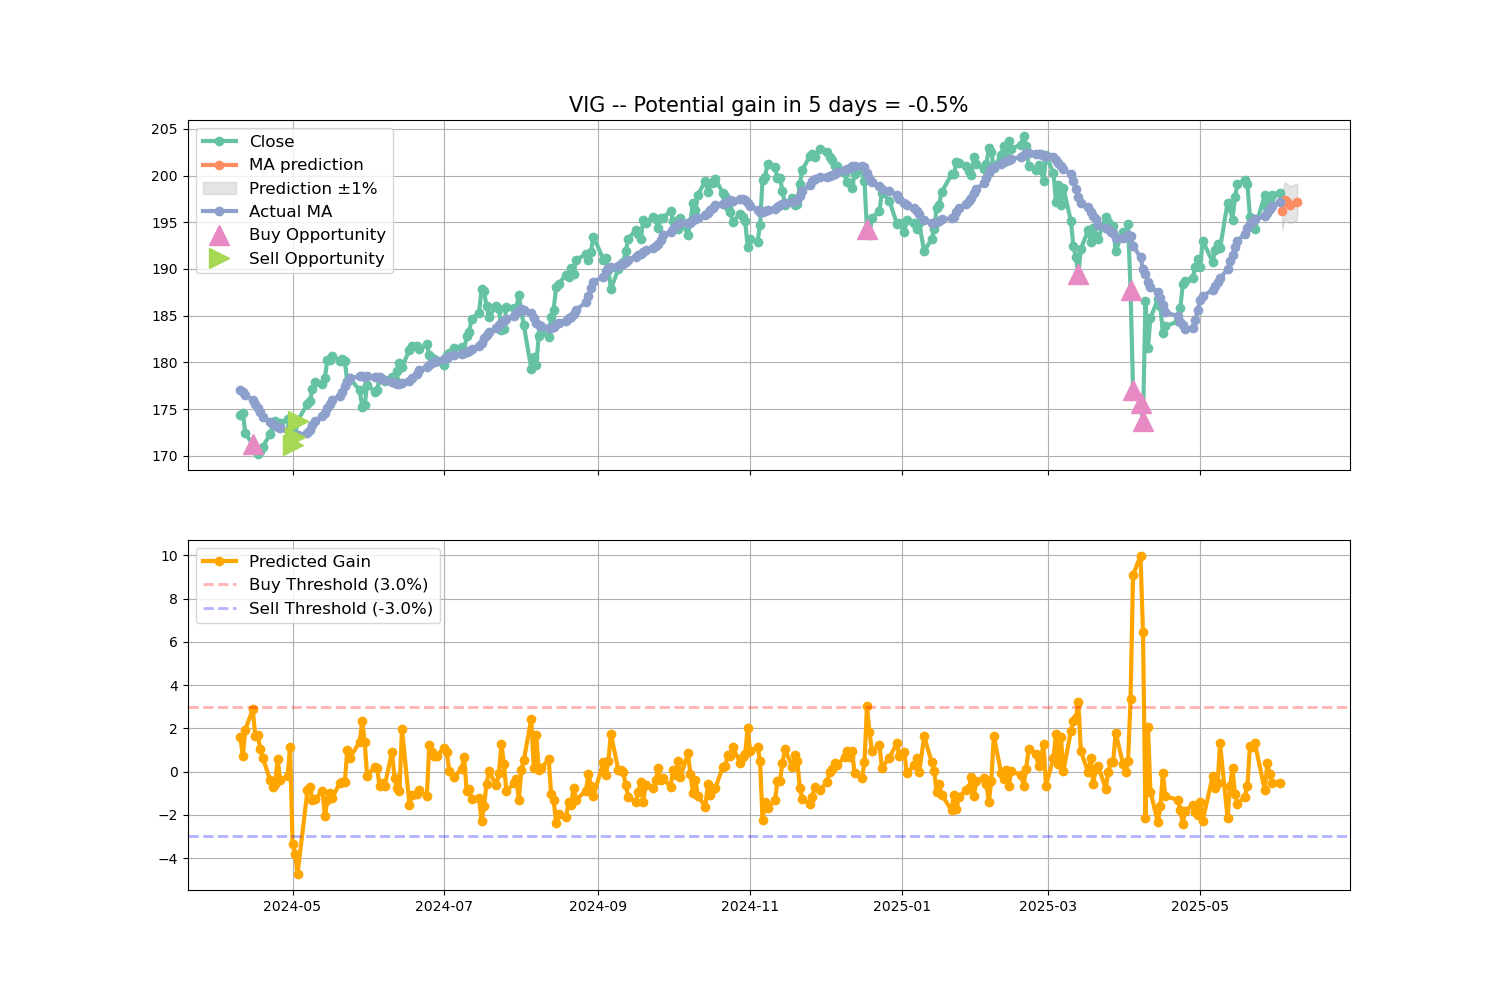 VIG -- Potential gain in 5 days = -0.5%
205
200
195
190
185
180
175
170
Close
MA prediction
Prediction ±1%
Actual MA
Buy Opportunity
Sell Opportunity
10
8
6
4
2
0
−2
−4
Predicted Gain
Buy Threshold (3.0%)
Sell Threshold (-3.0%)
2024-05
2024-07
2024-09
2024-11
2025-01
2025-03
2025-05